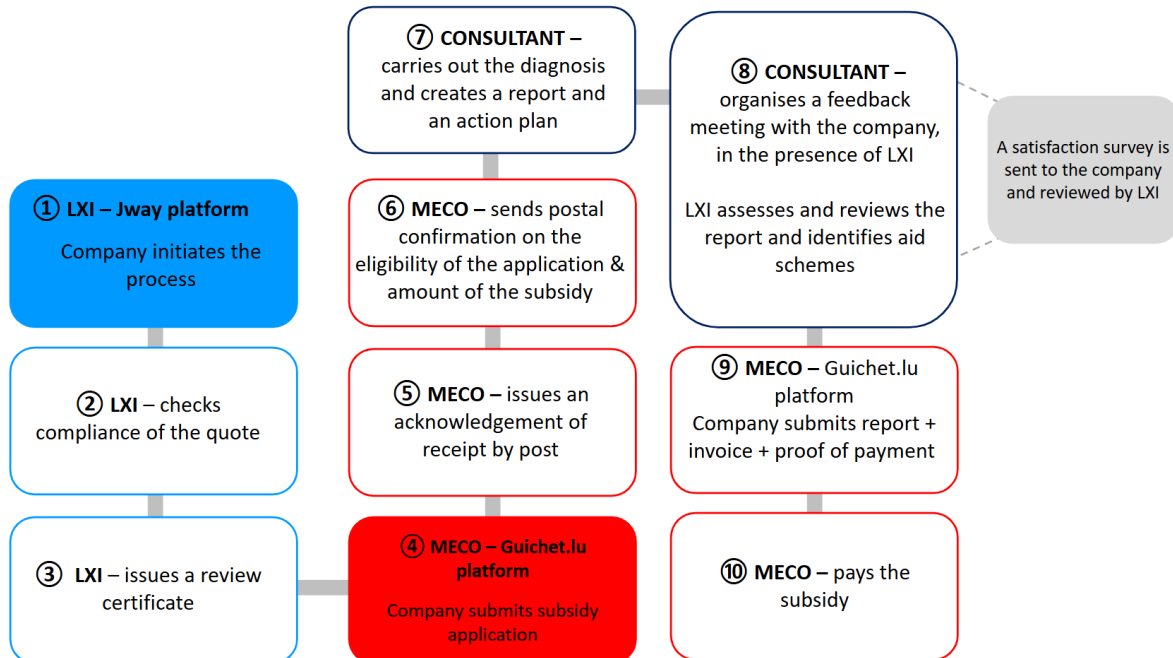 ① LXI – Jway platform
Company initiates the
process
② LXI – checks
compliance of the quote
③ LXI – issues a review
certificate
④ MECO – Guichet.lu
platform
Company submits subsidy
application
⑤ MECO – issues an
acknowledgement of
receipt by post
⑥ MECO – sends postal
confirmation on the
eligibility of the application &
amount of the subsidy
⑦ CONSULTANT –
carries out the diagnosis
and creates a report and
an action plan
⑧ CONSULTANT –
organises a feedback
meeting with the company,
in the presence of LXI
LXI assesses and reviews the
report and identifies aid
schemes
A satisfaction survey is
sent to the company
and reviewed by LXI
⑨ MECO – Guichet.lu
platform
Company submits report +
invoice + proof of payment
⑩ MECO – pays the
subsidy